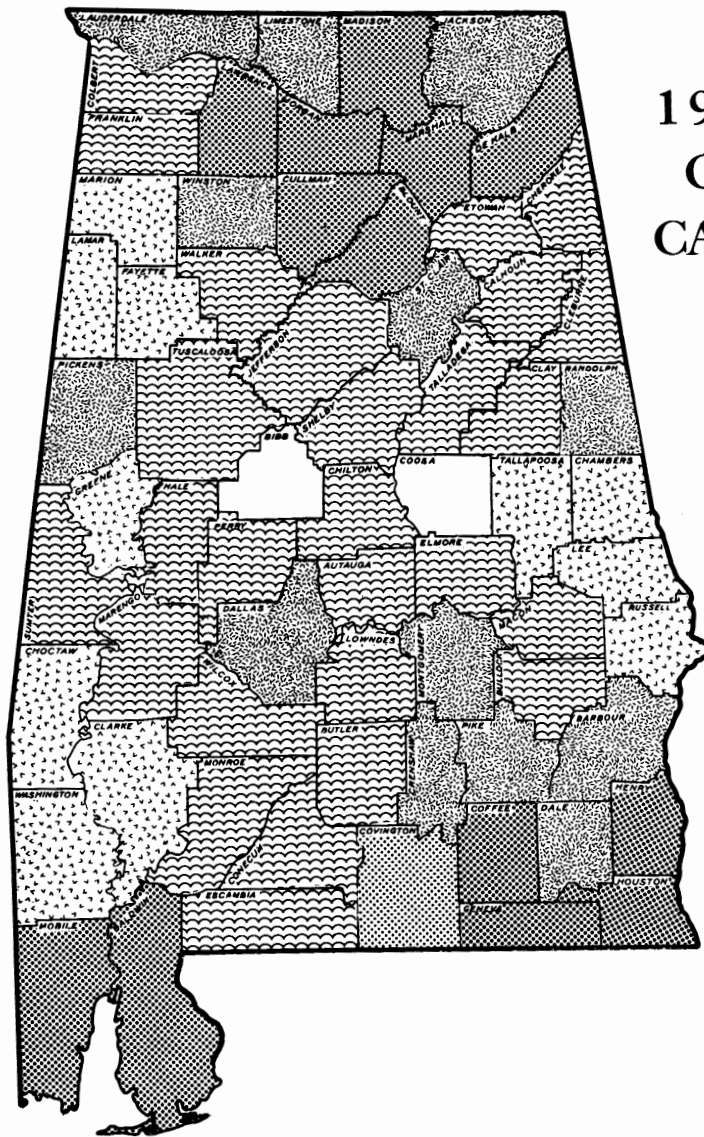 19
C
CA
LAUDERDALE
LIMESTONE
MADISON
JACKSON
COLBERT
FRANKLIN
MARSHALL
DE KALB
MARION
WINSTON
CULLMAN
ETOWAH
CHEROKEE
LAMAR
FAYETTE
WALKER
CALHOUN
CLEBURNE
TUSCALOOSA
JEFFERSON
PICKENS
SHELBY
TALLADEGA
CLAY
RANDOLPH
BIBB
GREENE
HALE
CHILTON
COOSA
TALLAPOOSA
CHAMBERS
PERRY
ELMORE
LEE
SUMTER
MARENGO
DALLAS
AUTAUGA
MACON
RUSSELL
CHOCTAW
WILCOX
LOWNDES
MONTGOMERY
CLARKE
BUTLER
PIKE
BARBOUR
MONROE
WASHINGTON
COFFEE
DALE
HENRY
CONECUH
COVINGTON
ESCAMBIA
GENEVA
HOUSTON
MOBILE